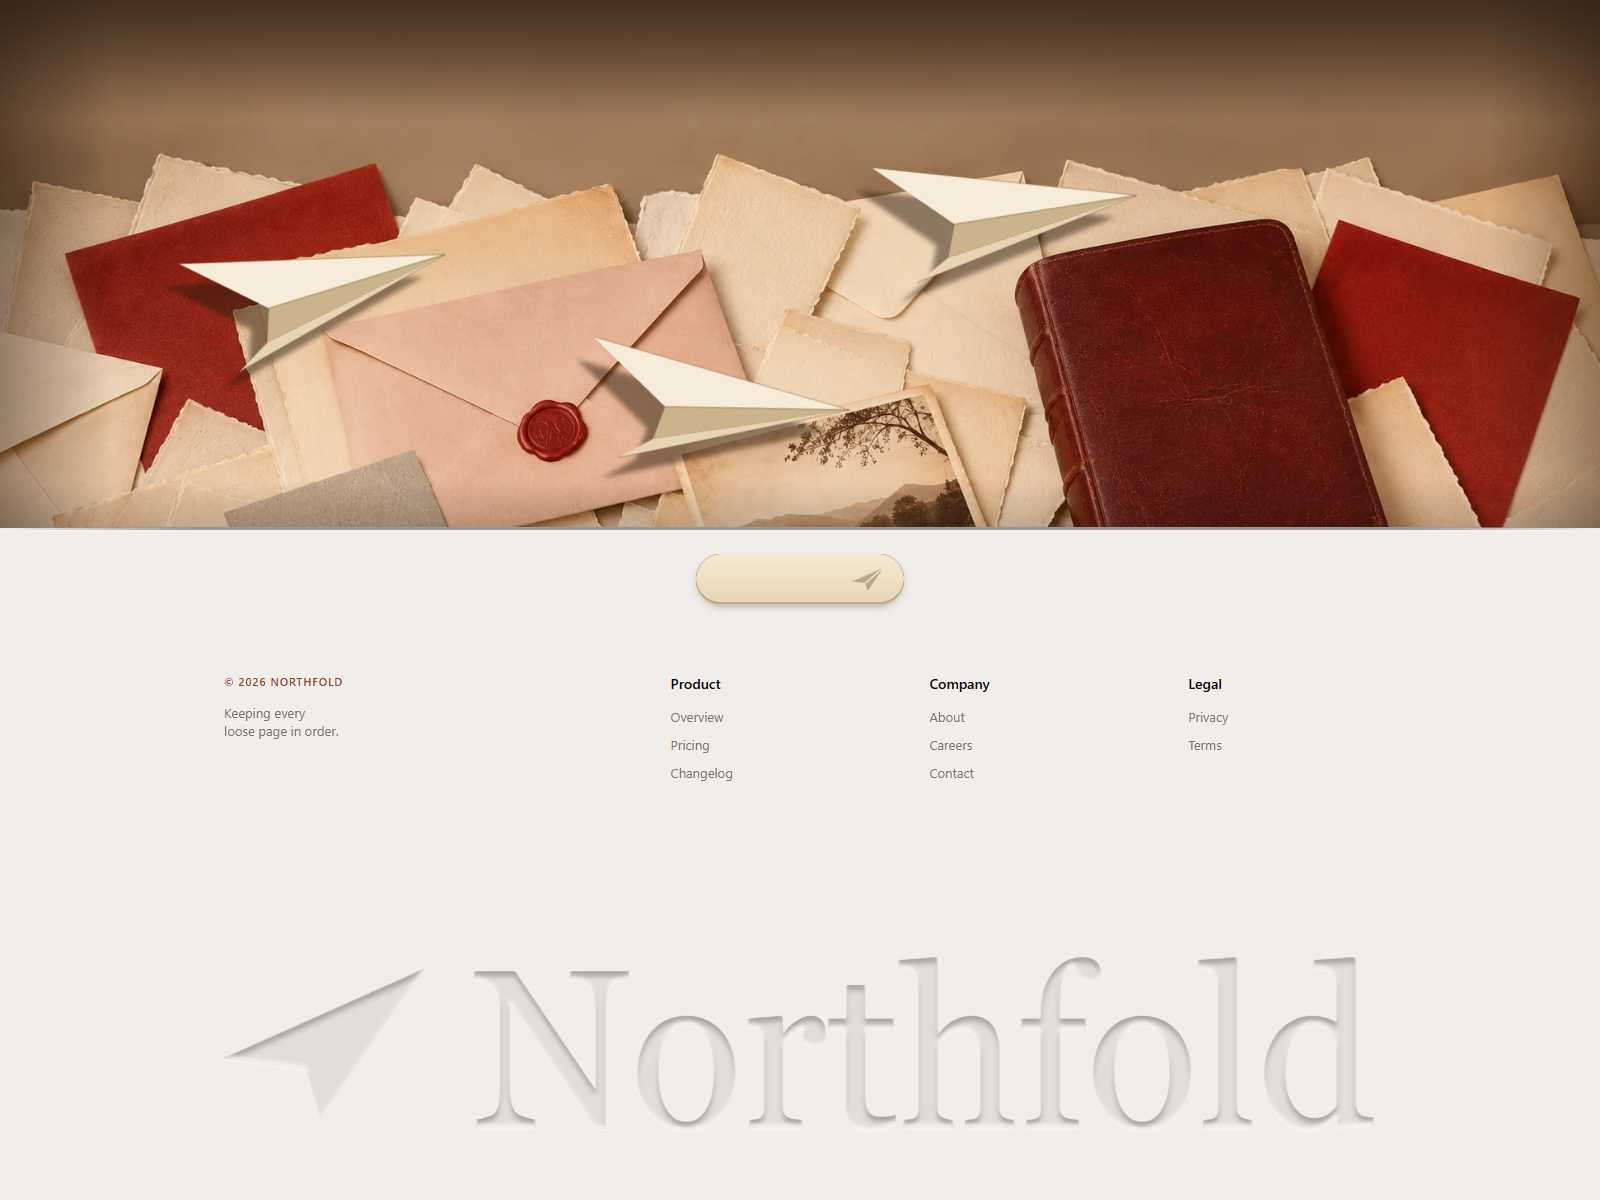 © 2026 NORTHFOLD
Keeping every
loose page in order.
Product
Overview
Pricing
Changelog
Company
About
Careers
Contact
Legal
Privacy
Terms
Northfold